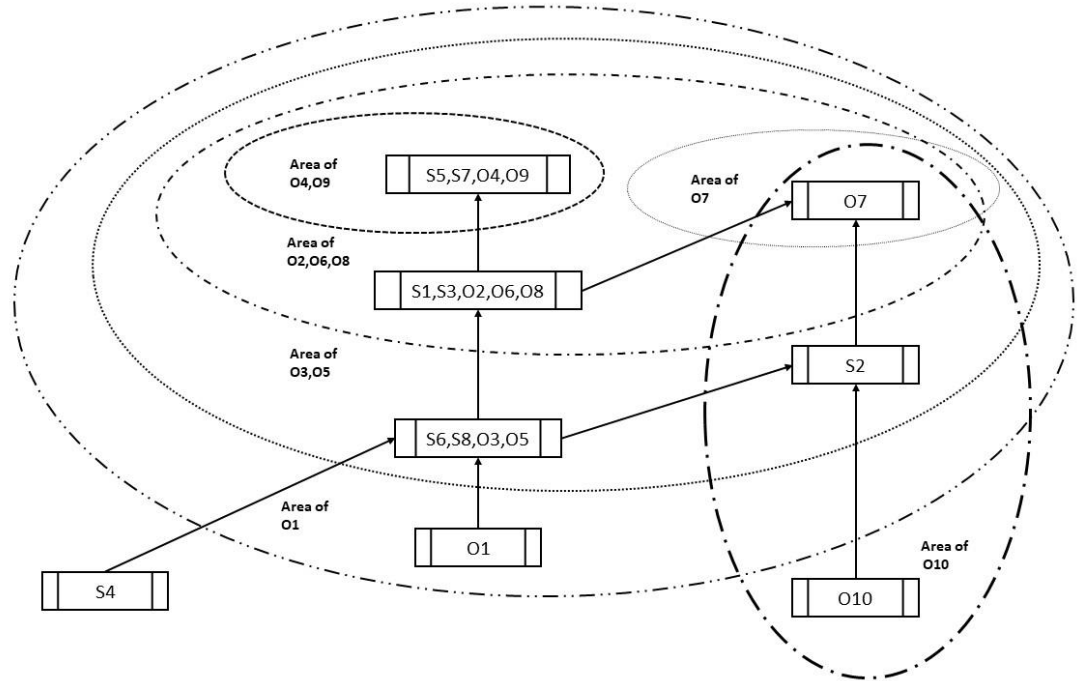 Area of
O4,O9
S5,S7,O4,O9
Area of
O7
O7
Area of
O2,O6,O8
S1,S3,O2,O6,O8
Area of
O3,O5
S2
S6,S8,O3,O5
Area of
O1
O1
Area of
O10
S4
O10